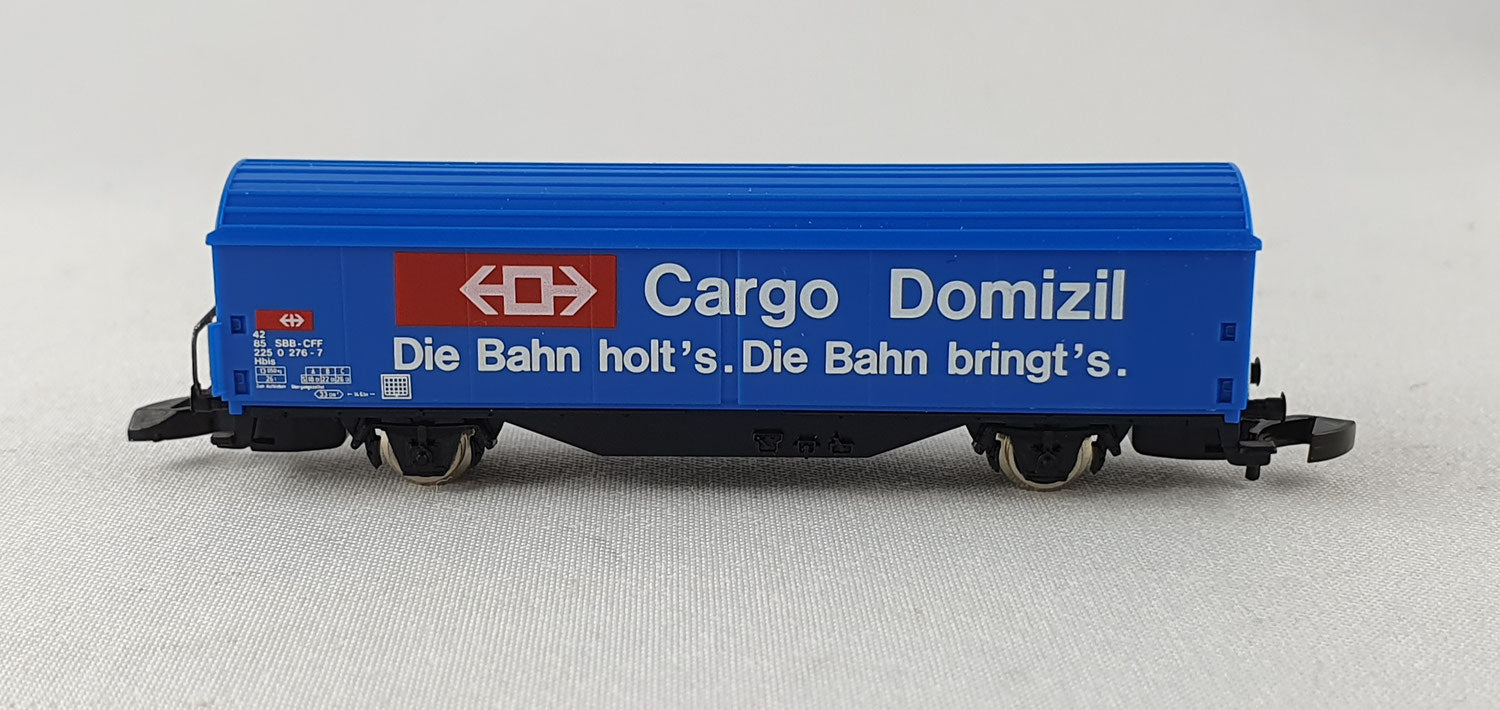 Cargo Domizil
Die Bahn holt's. Die Bahn bringt's.
42
85 SBB-CFF
225 0 276-7
Hbis
A B C